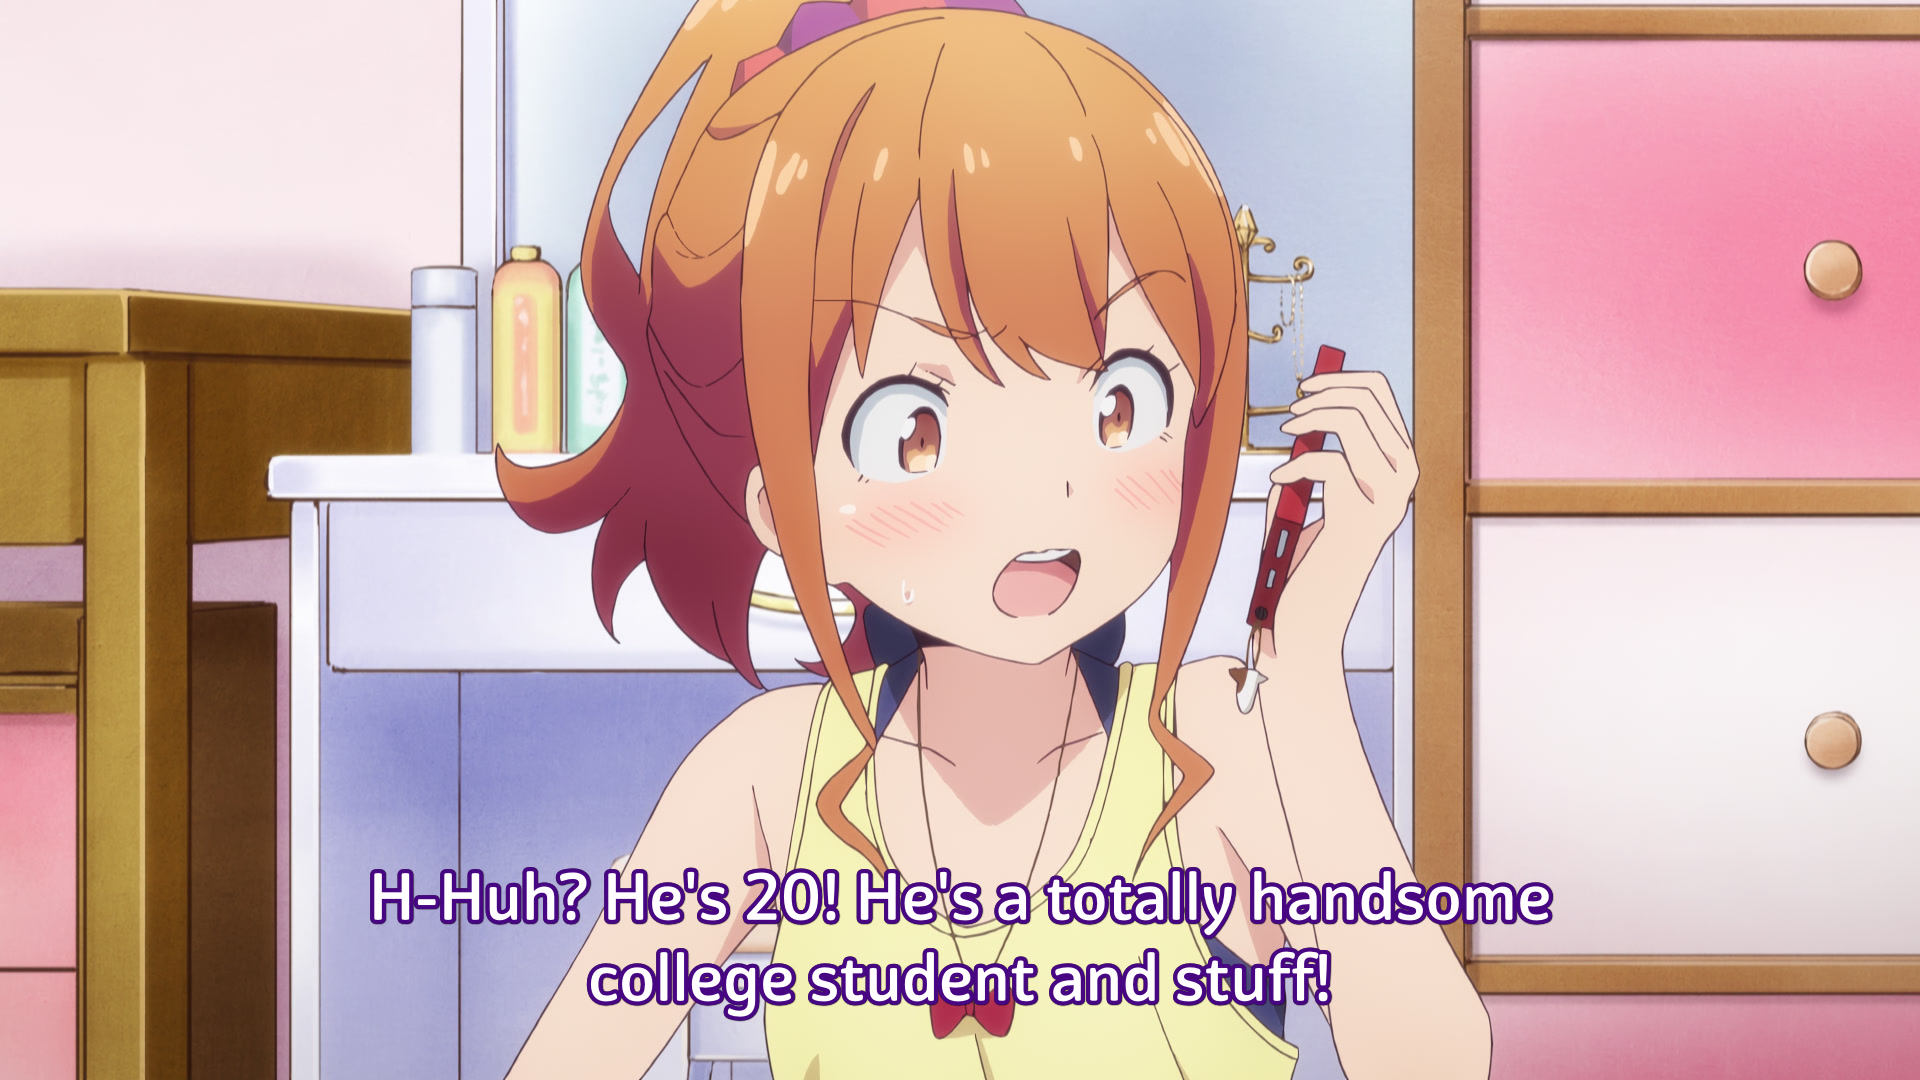 H-Huh? He's 20! He's a totally handsome
college student and stuff!